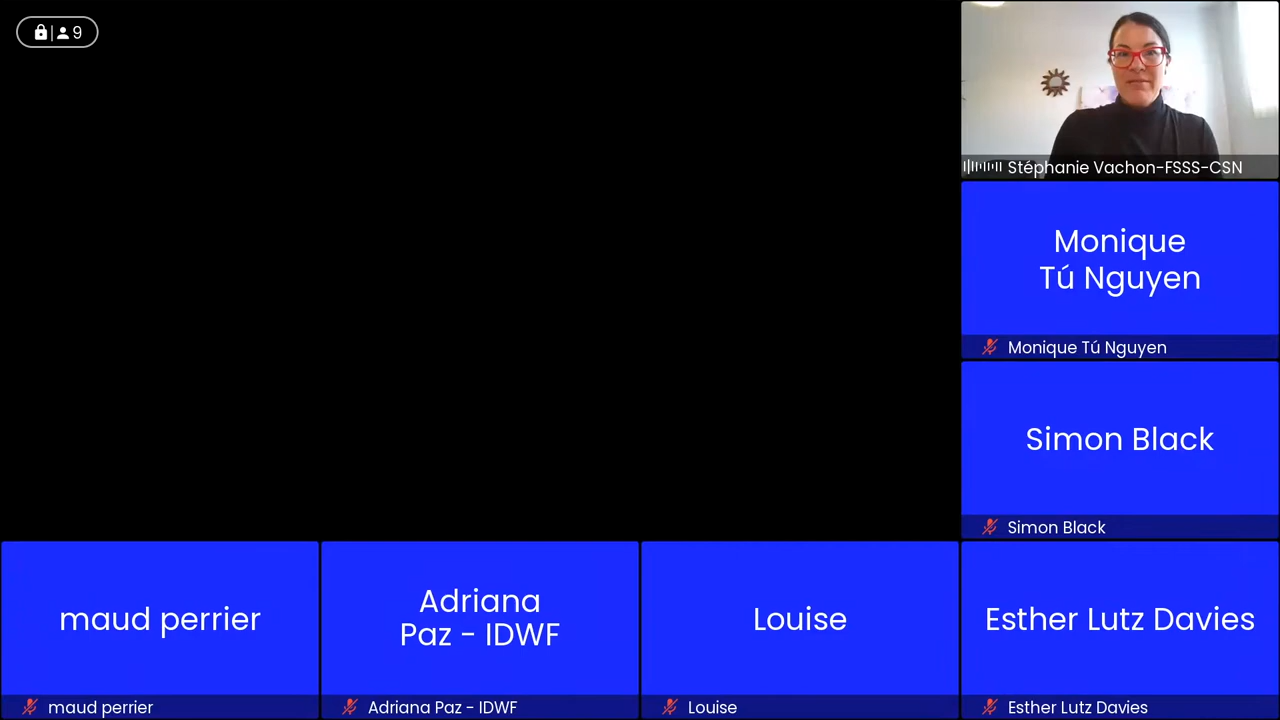 9
Stéphanie Vachon-FSSS-CSN
Monique
Tú Nguyen
Monique Tú Nguyen
Simon Black
Simon Black
maud perrier
maud perrier
Adriana
Paz - IDWF
Adriana Paz - IDWF
Louise
Louise
Esther Lutz Davies
Esther Lutz Davies